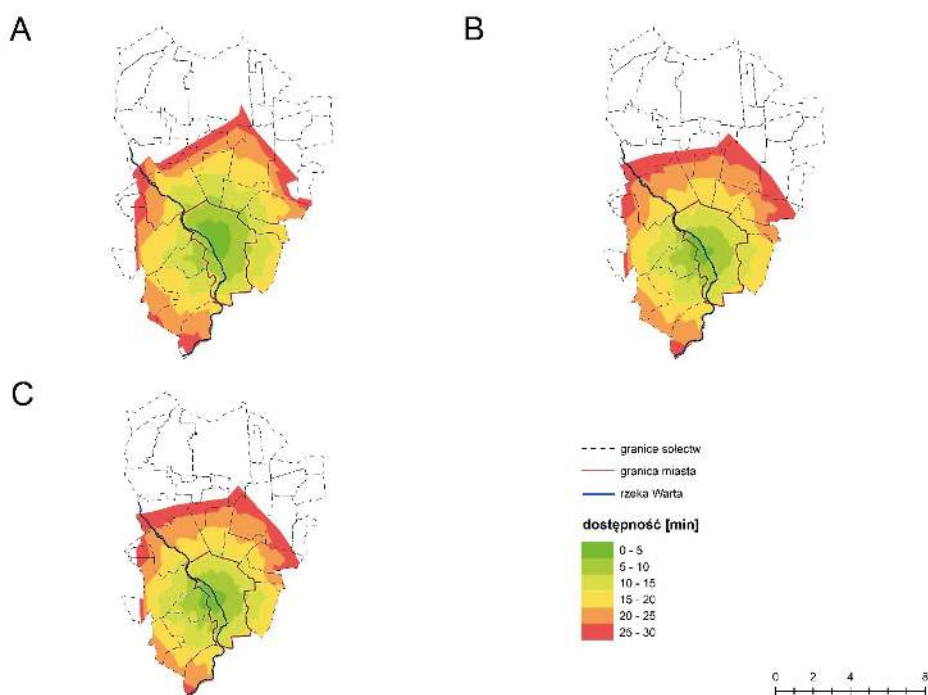 A
B
C
granice sołectw
granica miasta
rzeka Warta
dostępność [min]
0 - 5
5 - 10
10 - 15
15 - 20
20 - 25
25 - 30
0 2 4 6 8